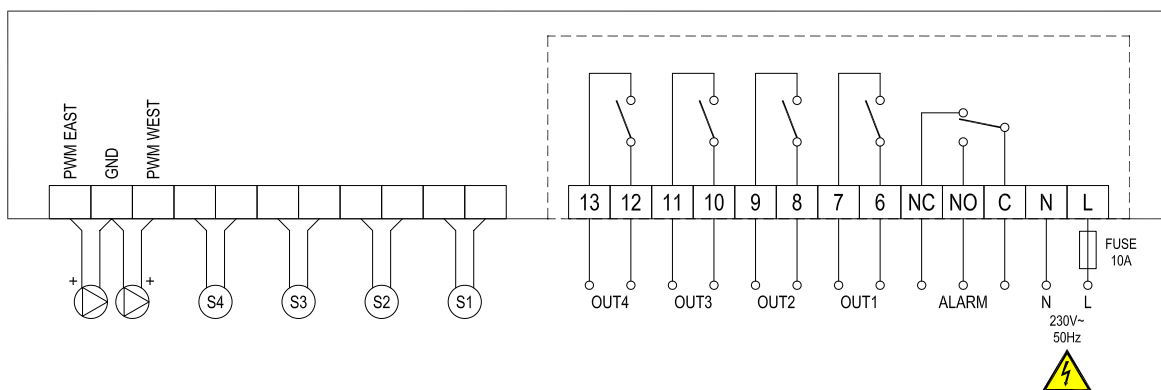 PWM EAST
GND
PWM WEST
13 12 11 10 9 8 7 6 NC NO C N L
FUSE
10A
+ + S4 S3 S2 S1
OUT4 OUT3 OUT2 OUT1 ALARM N L
230V~
50Hz